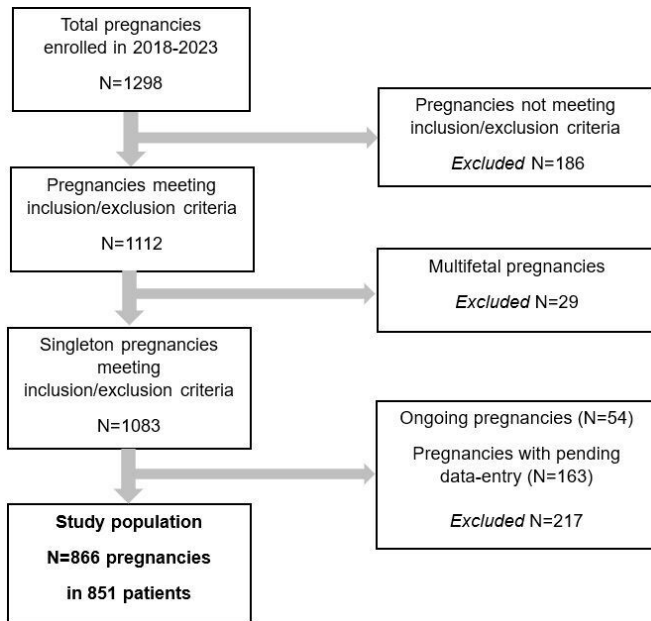 Total pregnancies
enrolled in 2018-2023
N=1298
Pregnancies not meeting
inclusion/exclusion criteria
Excluded N=186
Pregnancies meeting
inclusion/exclusion criteria
N=1112
Multifetal pregnancies
Excluded N=29
Singleton pregnancies
meeting
inclusion/exclusion criteria
N=1083
Ongoing pregnancies (N=54)
Pregnancies with pending
data-entry (N=163)
Excluded N=217
Study population
N=866 pregnancies
in 851 patients